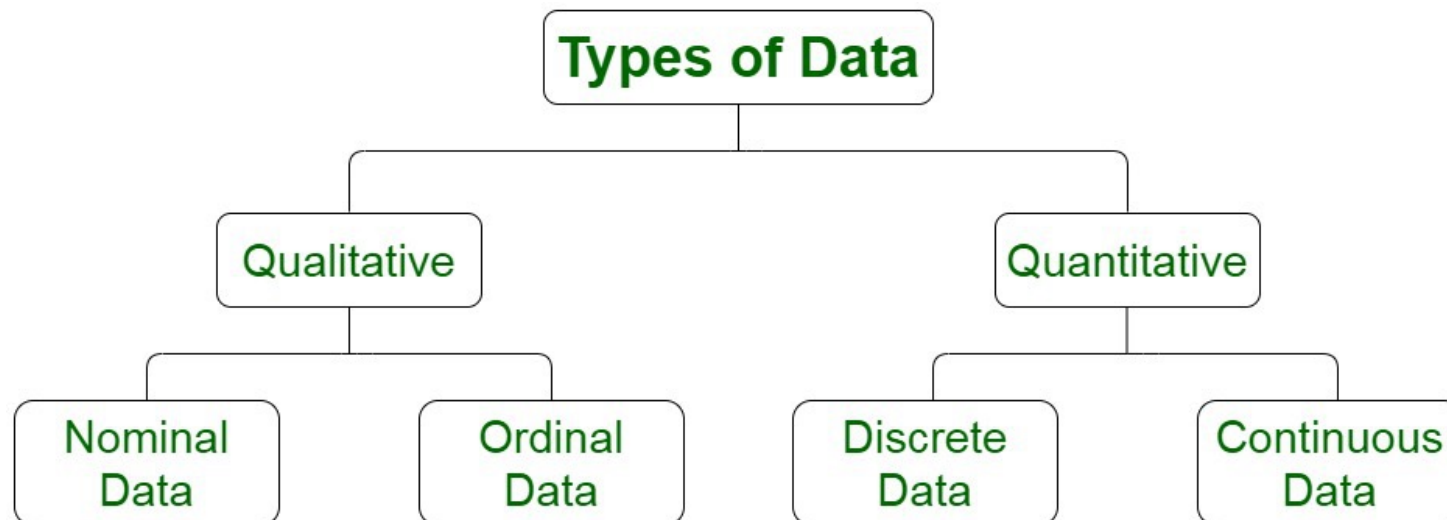 Types of Data
Qualitative
Quantitative
Nominal
Data
Ordinal
Data
Discrete
Data
Continuous
Data